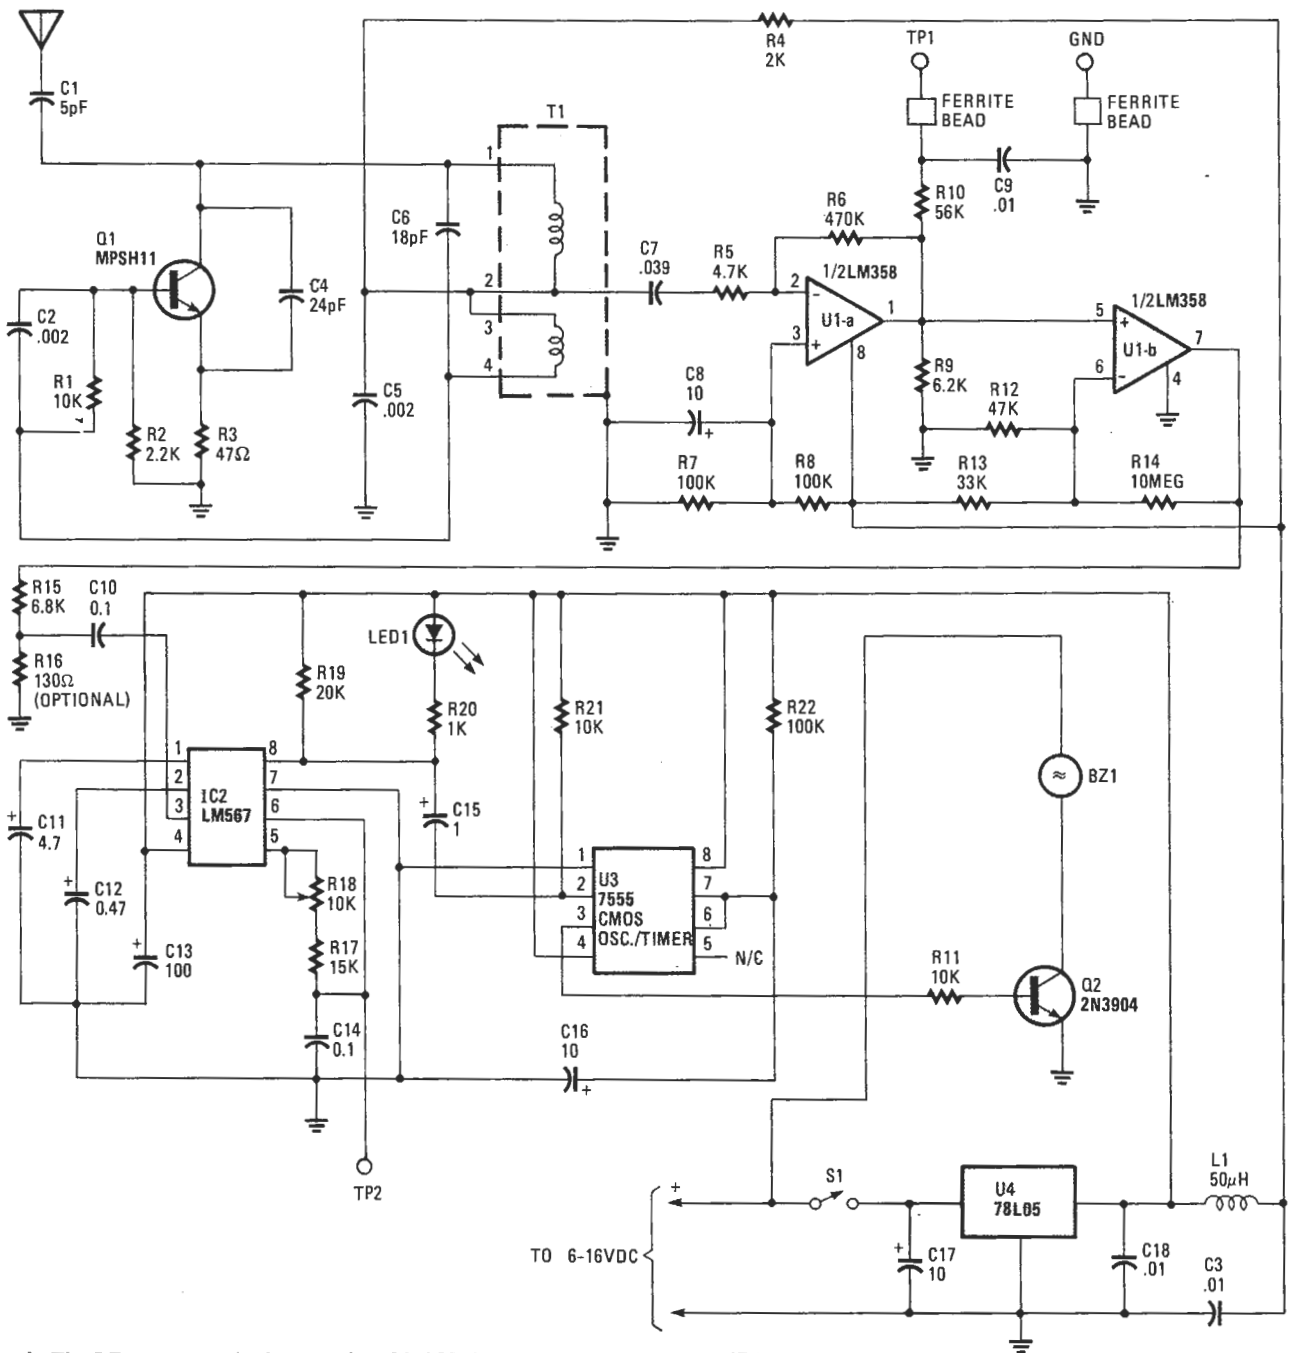 R4
2K
TP1
GND
C1
5pF
FERRITE
BEAD
FERRITE
BEAD
T1
1
C9
.01
R10
56K
R6
470K
C6
18pF
Q1
MPSH11
C7
.039
R5
4.7K
1/2LM358
2
2
−
1/2LM358
C4
24pF
U1-a
1
5
+
C2
.002
3
3
+
U1-b
7
4
8
6
−
4
R1
10K
C5
.002
C8
10
+
R9
6.2K
R12
47K
R2
2.2K
R3
47Ω
R7
100K
R8
100K
R13
33K
R14
10MEG
R15
6.8K
C10
0.1
LED1
R16
130Ω
(OPTIONAL)
R19
20K
R20
1K
R21
10K
R22
100K
1
8
2
IC2
LM567
7
3
6
4
5
BZ1
+
C11
4.7
+
C15
1
+
C12
0.47
R18
10K
1
U3
7555
CMOS
OSC./TIMER
8
2
7
3
6
4
5
N/C
+
C13
100
R17
15K
R11
10K
Q2
2N3904
C14
0.1
C16
10
+
TP2
+
S1
U4
78L05
L1
50μH
TO 6-16VDC
+
C17
10
C18
.01
C3
.01